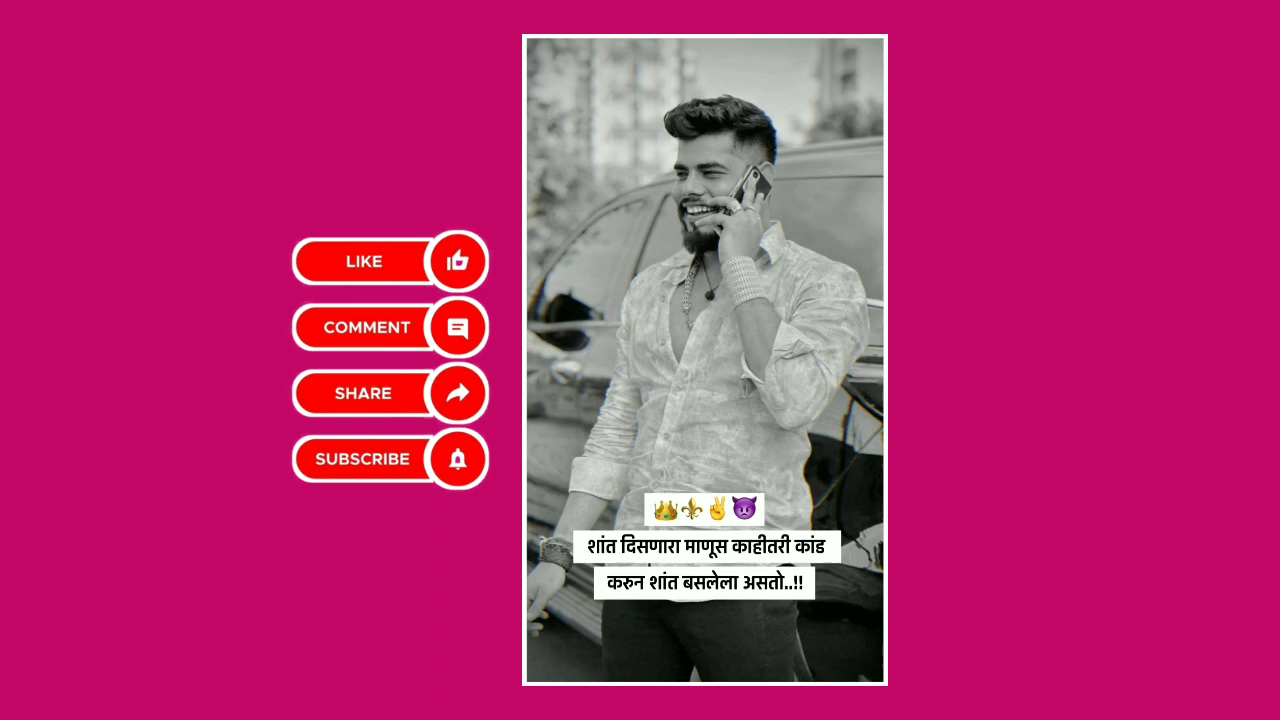 LIKE
COMMENT
SHARE
SUBSCRIBE
👑⚜️✌️😈
शांत दिसणारा माणूस काहीतरी कांड
करुन शांत बसलेला असतो..!!